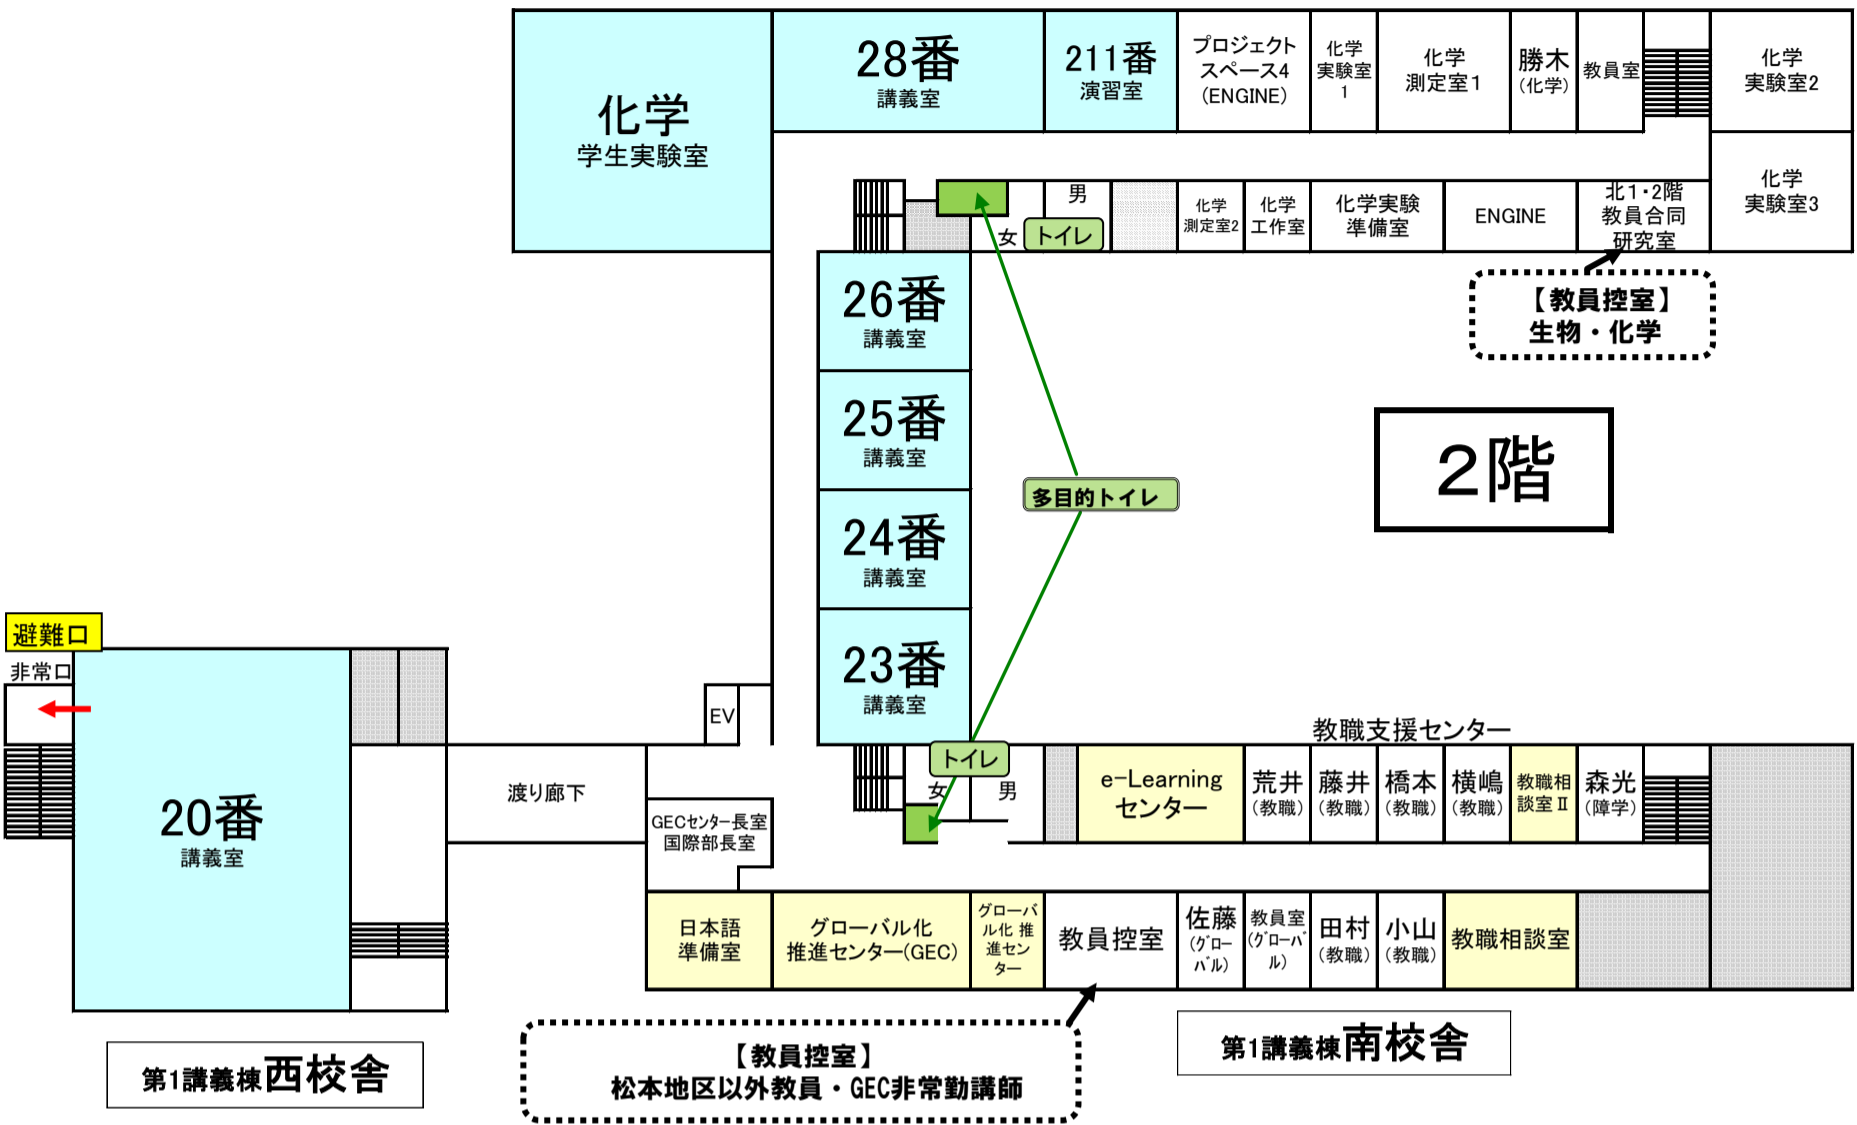 28番
講義室
211番
演習室
プロジェクト
スペース4
(ENGINE)
化学
実験室
1
化学
測定室1
勝木
(化学)
教員室
化学
実験室2
化学
学生実験室
男
女
トイレ
化学
測定室2
化学
工作室
化学実験
準備室
ENGINE
北1・2階
教員合同
研究室
化学
実験室3
【教員控室】
生物・化学
26番
講義室
25番
講義室
24番
講義室
23番
講義室
多目的トイレ
2階
避難口
非常口
20番
講義室
渡り廊下
EV
GECセンター長室
国際部長室
トイレ
女
男
教職支援センター
e-Learning
センター
荒井
(教職)
藤井
(教職)
橋本
(教職)
横嶋
(教職)
教職相
談室Ⅱ
森光
(障学)
日本語
準備室
グローバル化
推進センター(GEC)
グローバ
ル化 推
進セン
ター
教員控室
佐藤
(グロー
バル)
教員室
(グローバ
ル)
田村
(教職)
小山
(教職)
教職相談室
【教員控室】
松本地区以外教員・GEC非常勤講師
第1講義棟西校舎
第1講義棟南校舎